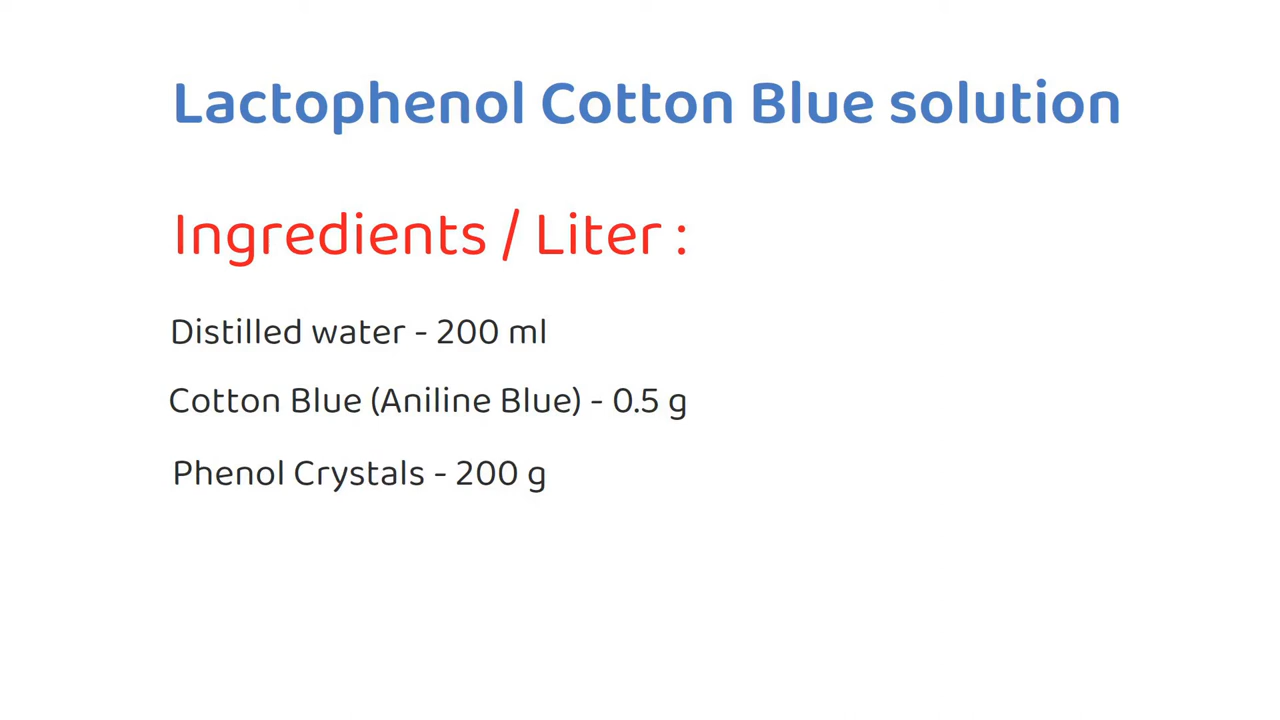 Lactophenol Cotton Blue solution
Ingredients / Liter :
Distilled water - 200 ml
Cotton Blue (Aniline Blue) - 0.5 g
Phenol Crystals - 200 g